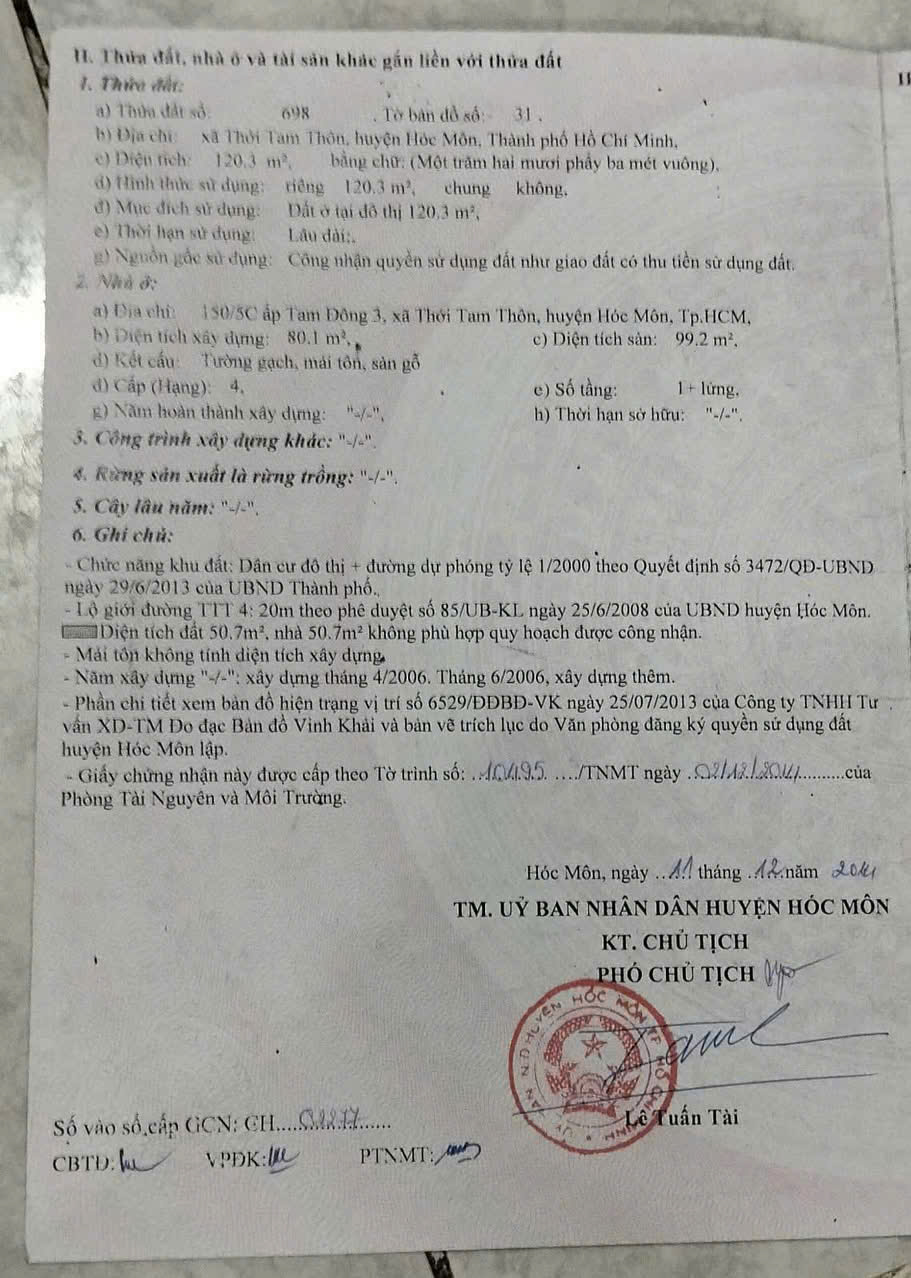 II. Thửa đất, nhà ở và tài sản khác gắn liền với thửa đất
1. Thửa đất:
a) Thửa đất số: 698 . Tờ bản đồ số: 31 .
b) Địa chỉ: xã Thới Tam Thôn, huyện Hóc Môn, Thành phố Hồ Chí Minh,
c) Diện tích: 120.3 m², bằng chữ: (Một trăm hai mươi phẩy ba mét vuông),
d) Hình thức sử dụng: riêng 120.3 m², chung không,
đ) Mục đích sử dụng: Đất ở tại đô thị 120.3 m²,
e) Thời hạn sử dụng: Lâu dài;.
g) Nguồn gốc sử dụng: Công nhận quyền sử dụng đất như giao đất có thu tiền sử dụng đất.
2. Nhà ở:
a) Địa chỉ: 150/5C ấp Tam Đông 3, xã Thới Tam Thôn, huyện Hóc Môn, Tp.HCM,
b) Diện tích xây dựng: 80.1 m², c) Diện tích sàn: 99.2 m²,
d) Kết cấu: Tường gạch, mái tôn, sàn gỗ
đ) Cấp (Hạng): 4, e) Số tầng: 1+ lửng,
g) Năm hoàn thành xây dựng: "-/-", h) Thời hạn sở hữu: "-/-".
3. Công trình xây dựng khác: "-/-".
4. Rừng sản xuất là rừng trồng: "-/-".
5. Cây lâu năm: "-/-".
6. Ghi chú:
- Chức năng khu đất: Dân cư đô thị + đường dự phóng tỷ lệ 1/2000 theo Quyết định số 3472/QĐ-UBND
ngày 29/6/2013 của UBND Thành phố.
- Lộ giới đường TTT 4: 20m theo phê duyệt số 85/UB-KL ngày 25/6/2008 của UBND huyện Hóc Môn.
Diện tích đất 50.7m², nhà 50.7m² không phù hợp quy hoạch được công nhận.
- Mái tôn không tính diện tích xây dựng.
- Năm xây dựng "-/-": xây dựng tháng 4/2006. Tháng 6/2006, xây dựng thêm.
- Phần chi tiết xem bản đồ hiện trạng vị trí số 6529/ĐĐBĐ-VK ngày 25/07/2013 của Công ty TNHH Tư
vấn XD-TM Đo đạc Bản đồ Vinh Khải và bản vẽ trích lục do Văn phòng đăng ký quyền sử dụng đất
huyện Hóc Môn lập.
- Giấy chứng nhận này được cấp theo Tờ trình số: ..10495. ..../TNMT ngày .02/12/2014..........của
Phòng Tài Nguyên và Môi Trường.
Hóc Môn, ngày ..11 tháng ..12.năm 2014
TM. UỶ BAN NHÂN DÂN HUYỆN HÓC MÔN
KT. CHỦ TỊCH
PHÓ CHỦ TỊCH
Lê Tuấn Tài
Số vào sổ cấp GCN: CH....02277......
CBTĐ: VPĐK: PTNMT: